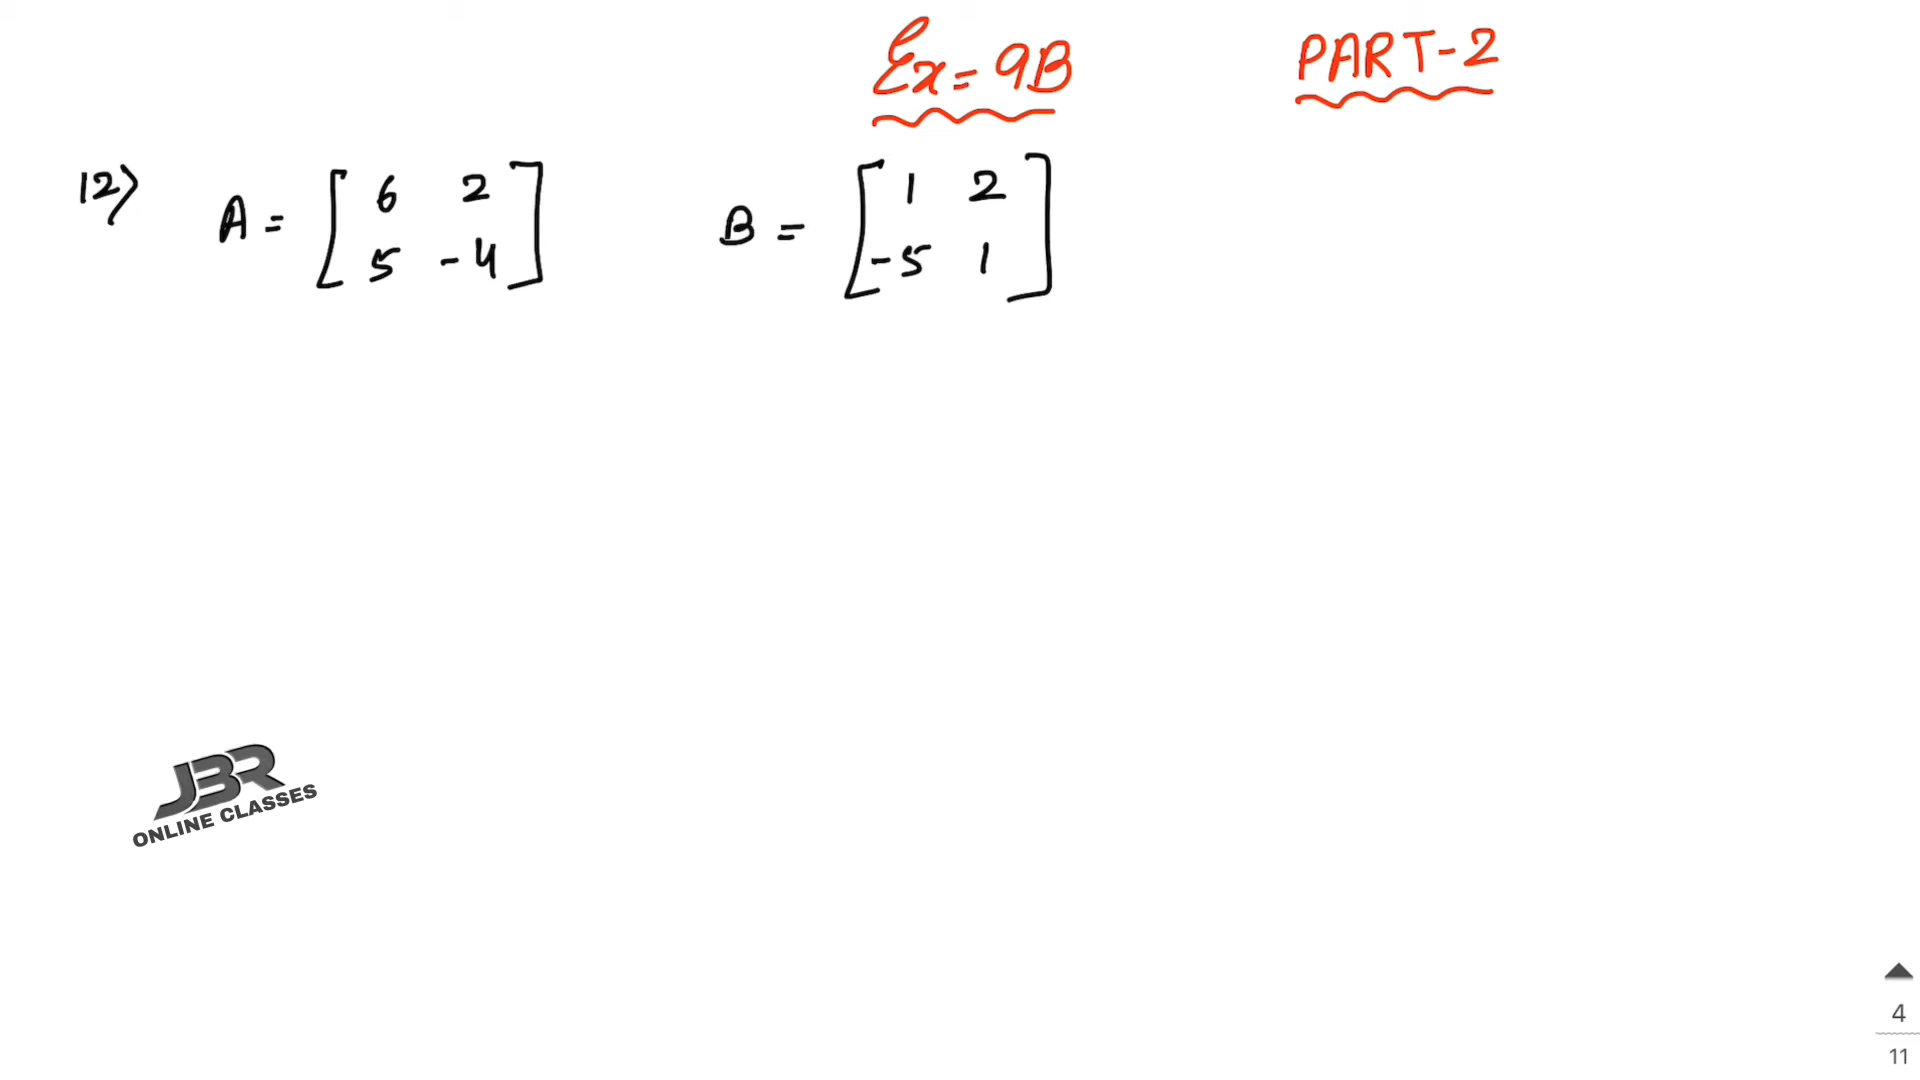 Ex= 9B PART-2
12) A = [ 6 2 B = [ 1 2
5 -4 ] -5 1 ]
JBR
ONLINE CLASSES
4
11